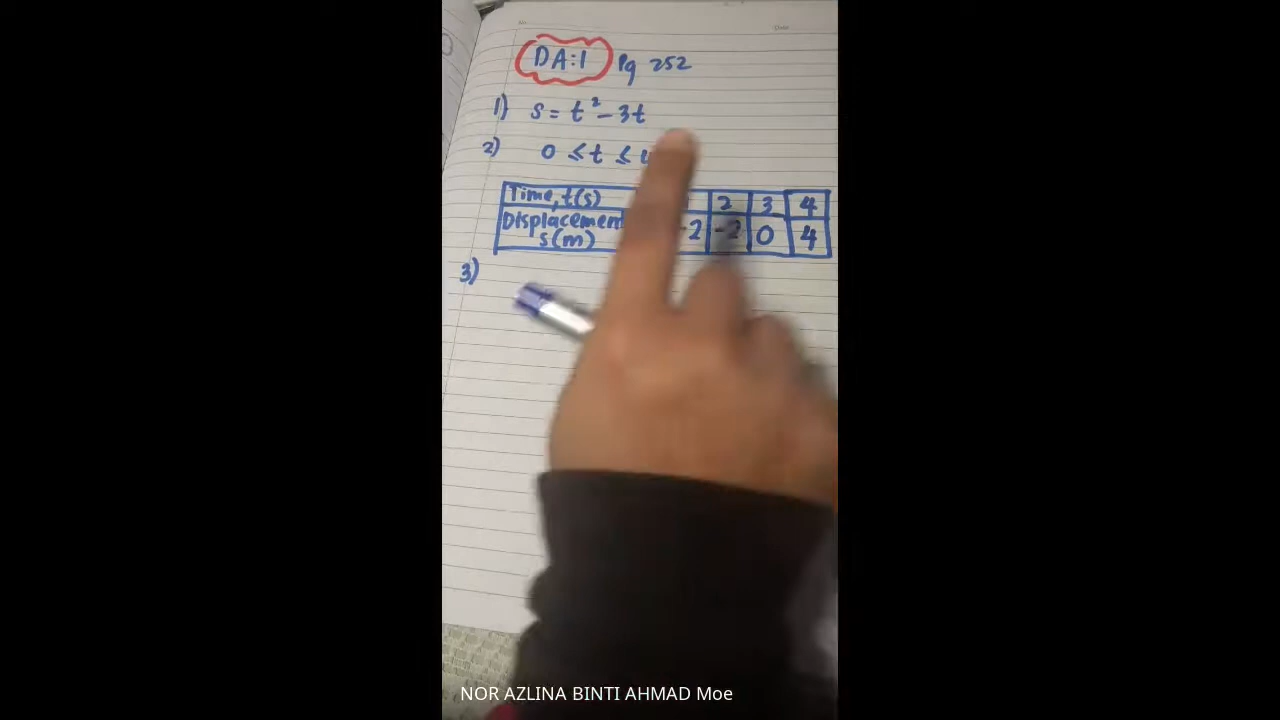 DA:1 Pg 252
1) s = t² - 3t
2) 0 ≤ t ≤
Time, t(s) 2 3 4
Displacement s(m) -2 -2 0 4
3)
NOR AZLINA BINTI AHMAD Moe